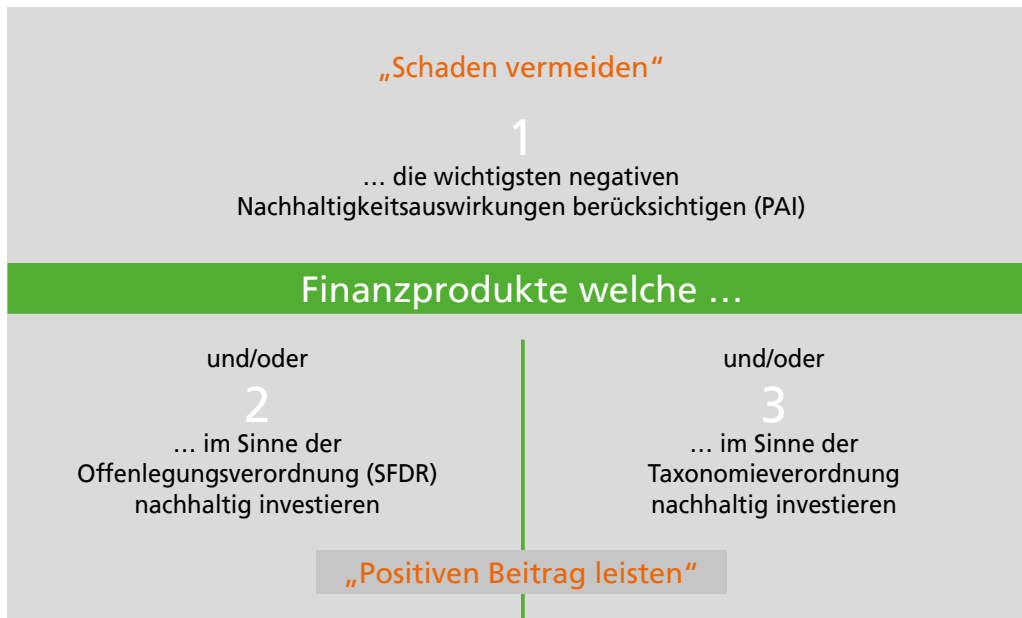 „Schaden vermeiden“
1
… die wichtigsten negativen
Nachhaltigkeitsauswirkungen berücksichtigen (PAI)
Finanzprodukte welche …
und/oder
2
… im Sinne der
Offenlegungsverordnung (SFDR)
nachhaltig investieren
und/oder
3
… im Sinne der
Taxonomieverordnung
nachhaltig investieren
„Positiven Beitrag leisten“